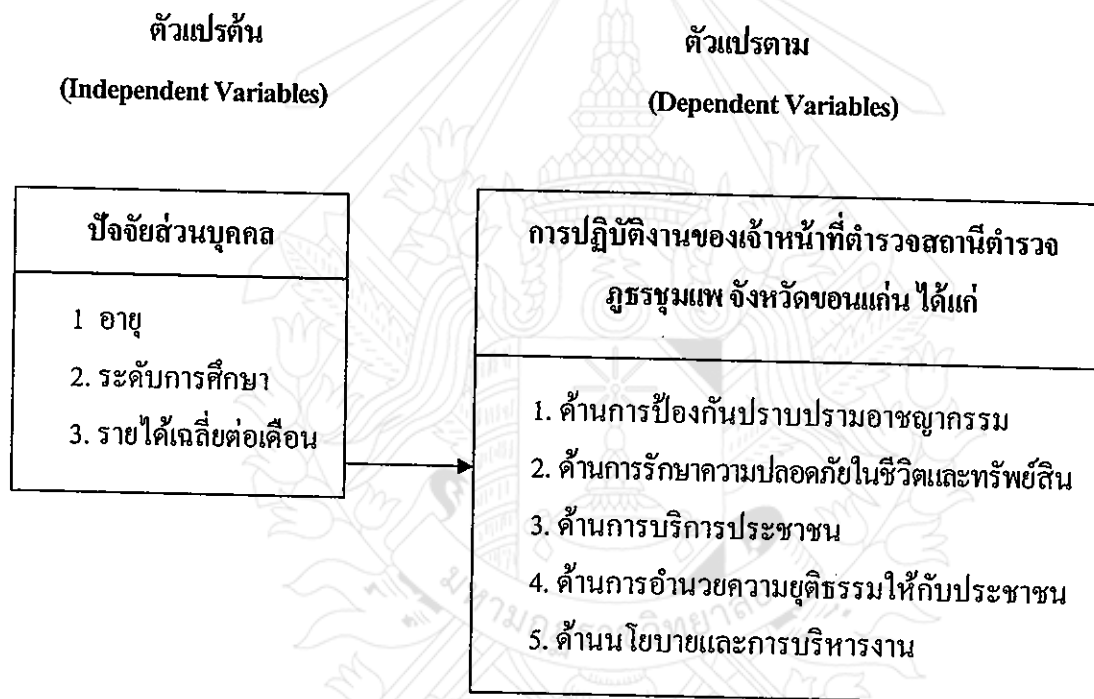 ตัวแปรต้น
(Independent Variables)
ตัวแปรตาม
(Dependent Variables)
ปัจจัยส่วนบุคคล
1 อายุ
2. ระดับการศึกษา
3. รายได้เฉลี่ยต่อเดือน
การปฏิบัติงานของเจ้าหน้าที่ตำรวจสถานีตำรวจ
ภูธรชุมแพ จังหวัดขอนแก่น ได้แก่
1. ด้านการป้องกันปราบปรามอาชญากรรม
2. ด้านการรักษาความปลอดภัยในชีวิตและทรัพย์สิน
3. ด้านการบริการประชาชน
4. ด้านการอำนวยความยุติธรรมให้กับประชาชน
5. ด้านนโยบายและการบริหารงาน